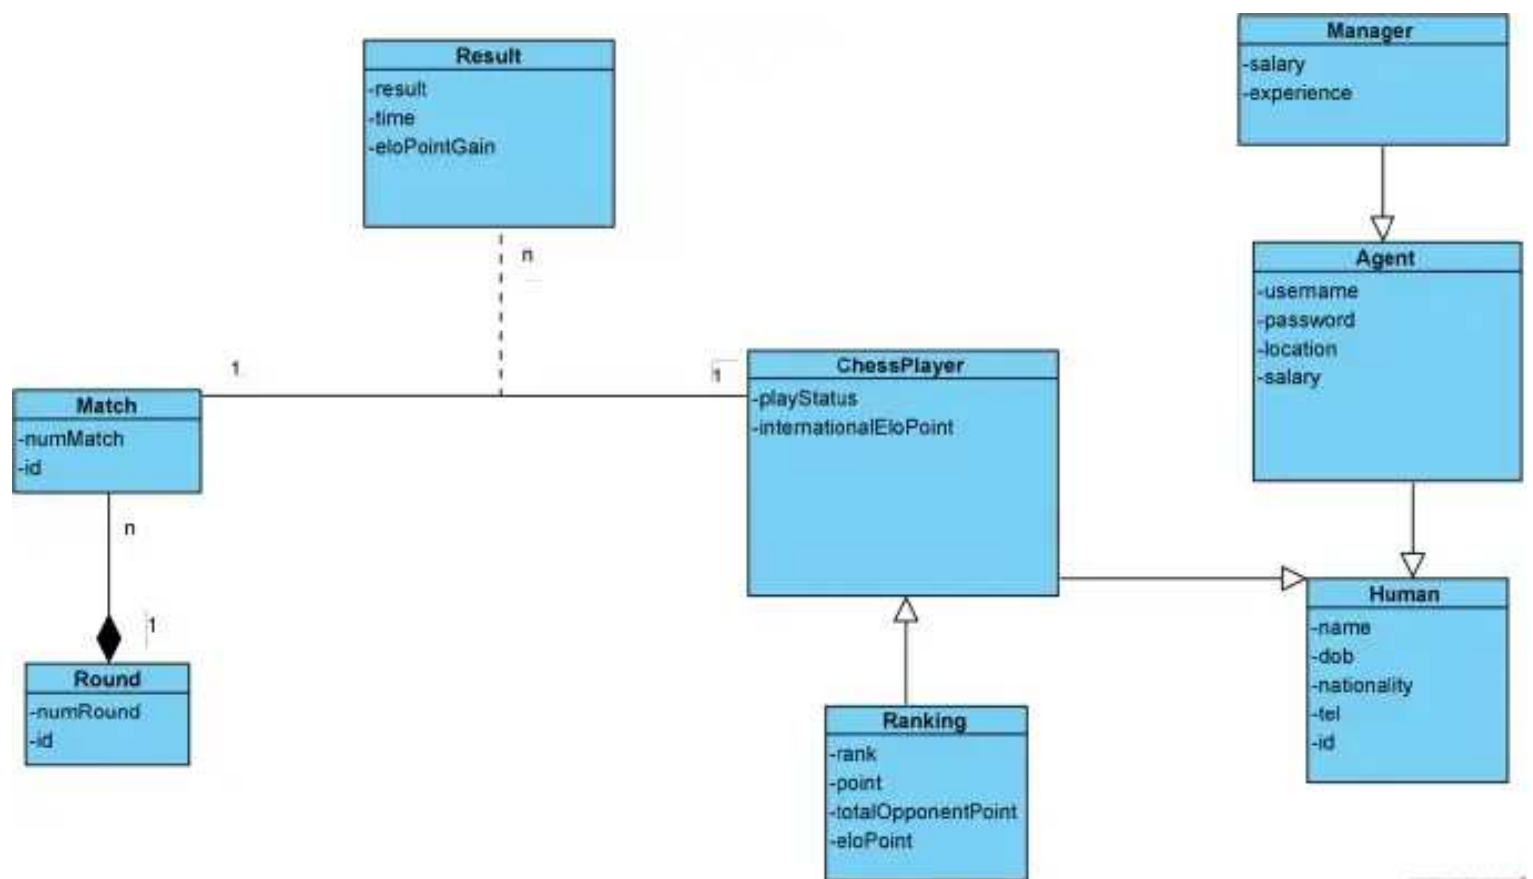 Result
-result
-time
-eloPointGain
n
Manager
-salary
-experience
Agent
-username
-password
-location
-salary
1
1
Match
-numMatch
-id
n
1
Round
-numRound
-id
ChessPlayer
-playStatus
-internationalEloPoint
Ranking
-rank
-point
-totalOpponentPoint
-eloPoint
Human
-name
-dob
-nationality
-tel
-id